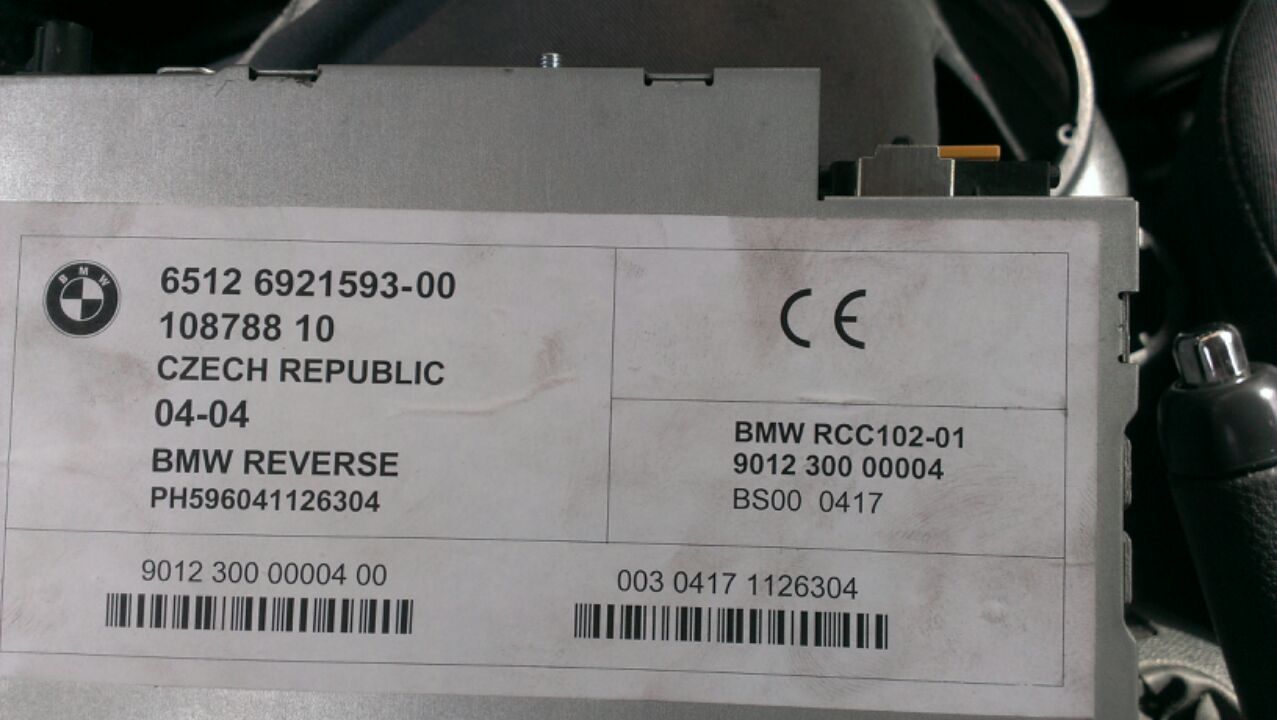 BMW
6512 6921593-00
108788 10
CZECH REPUBLIC
04-04
BMW REVERSE
PH596041126304
CE
BMW RCC102-01
9012 300 00004
BS00 0417
9012 300 00004 00
003 0417 1126304